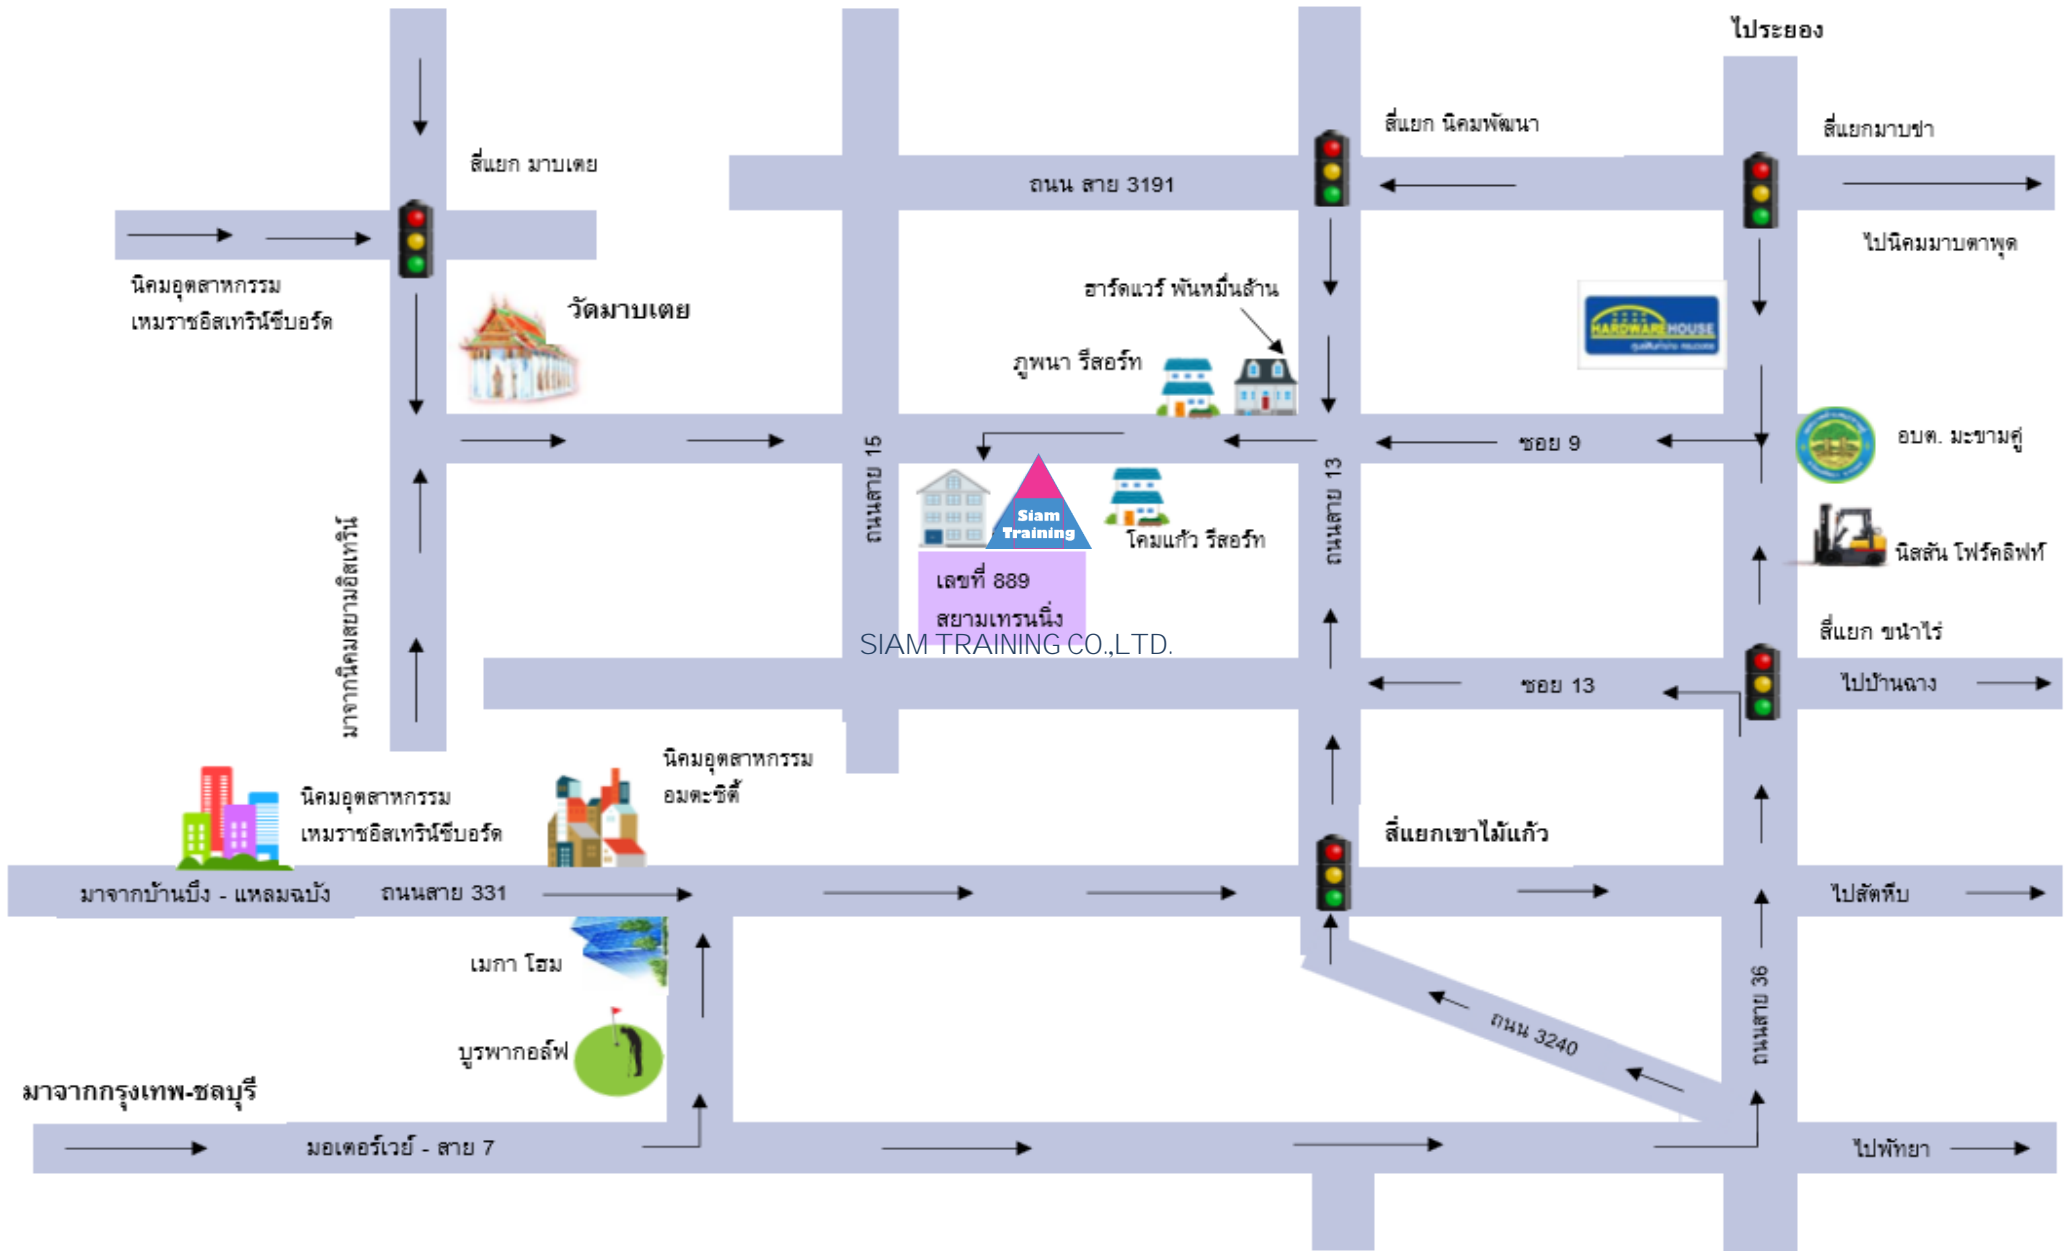 ไประยอง
สี่แยก นิคมพัฒนา
สี่แยกมาบข่า
สี่แยก มาบเตย
ถนน สาย 3191
ไปนิคมมาบตาพุด
นิคมอุตสาหกรรม
เหมราชอิสเทริน์ซีบอร์ด
วัดมาบเตย
ฮาร์ดแวร์ พันหมื่นล้าน
HARDWAREHOUSE
ภูพนา รีสอร์ท
ถนนสาย 15
ถนนสาย 13
ซอย 9
อบต. มะขามคู่
Siam
Training
โคมแก้ว รีสอร์ท
นิสสัน โฟร์คลิฟท์
เลขที่ 889
สยามเทรนนิ่ง
SIAM TRAINING CO.,LTD.
มาจากนิคมสยามอิสเทริน์
สี่แยก ขนำไร่
ซอย 13
ไปบ้านฉาง
นิคมอุตสาหกรรม
อมตะซิตี้
นิคมอุตสาหกรรม
เหมราชอิสเทริน์ซีบอร์ด
สี่แยกเขาไม้แก้ว
มาจากบ้านบึง - แหลมฉบัง
ถนนสาย 331
ไปสัตหีบ
เมกา โฮม
ถนนสาย 36
ถนน 3240
บูรพากอล์ฟ
มาจากกรุงเทพ-ชลบุรี
มอเตอร์เวย์ - สาย 7
ไปพัทยา